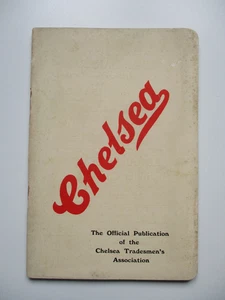 Chelsea
The Official Publication
of the
Chelsea Tradesmen's
Association